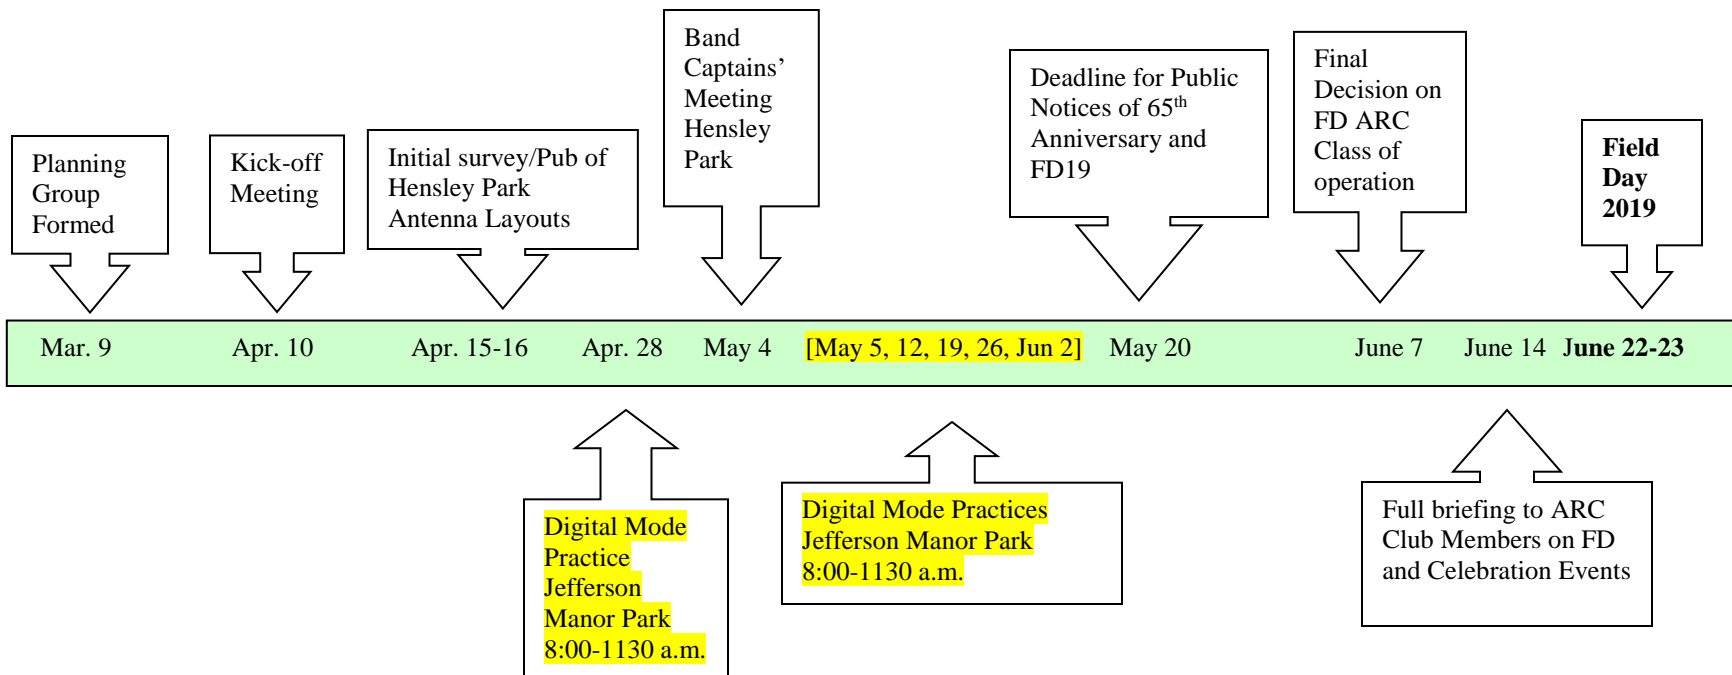 Planning
Group
Formed
Kick-off
Meeting
Initial survey/Pub of
Hensley Park
Antenna Layouts
Band
Captains’
Meeting
Hensley
Park
Deadline for Public
Notices of 65th
Anniversary and
FD19
Final
Decision on
FD ARC
Class of
operation
Field
Day
2019
Mar. 9 Apr. 10 Apr. 15-16 Apr. 28 May 4 [May 5, 12, 19, 26, Jun 2] May 20 June 7 June 14 June 22-23
Digital Mode
Practice
Jefferson
Manor Park
8:00-1130 a.m.
Digital Mode Practices
Jefferson Manor Park
8:00-1130 a.m.
Full briefing to ARC
Club Members on FD
and Celebration Events